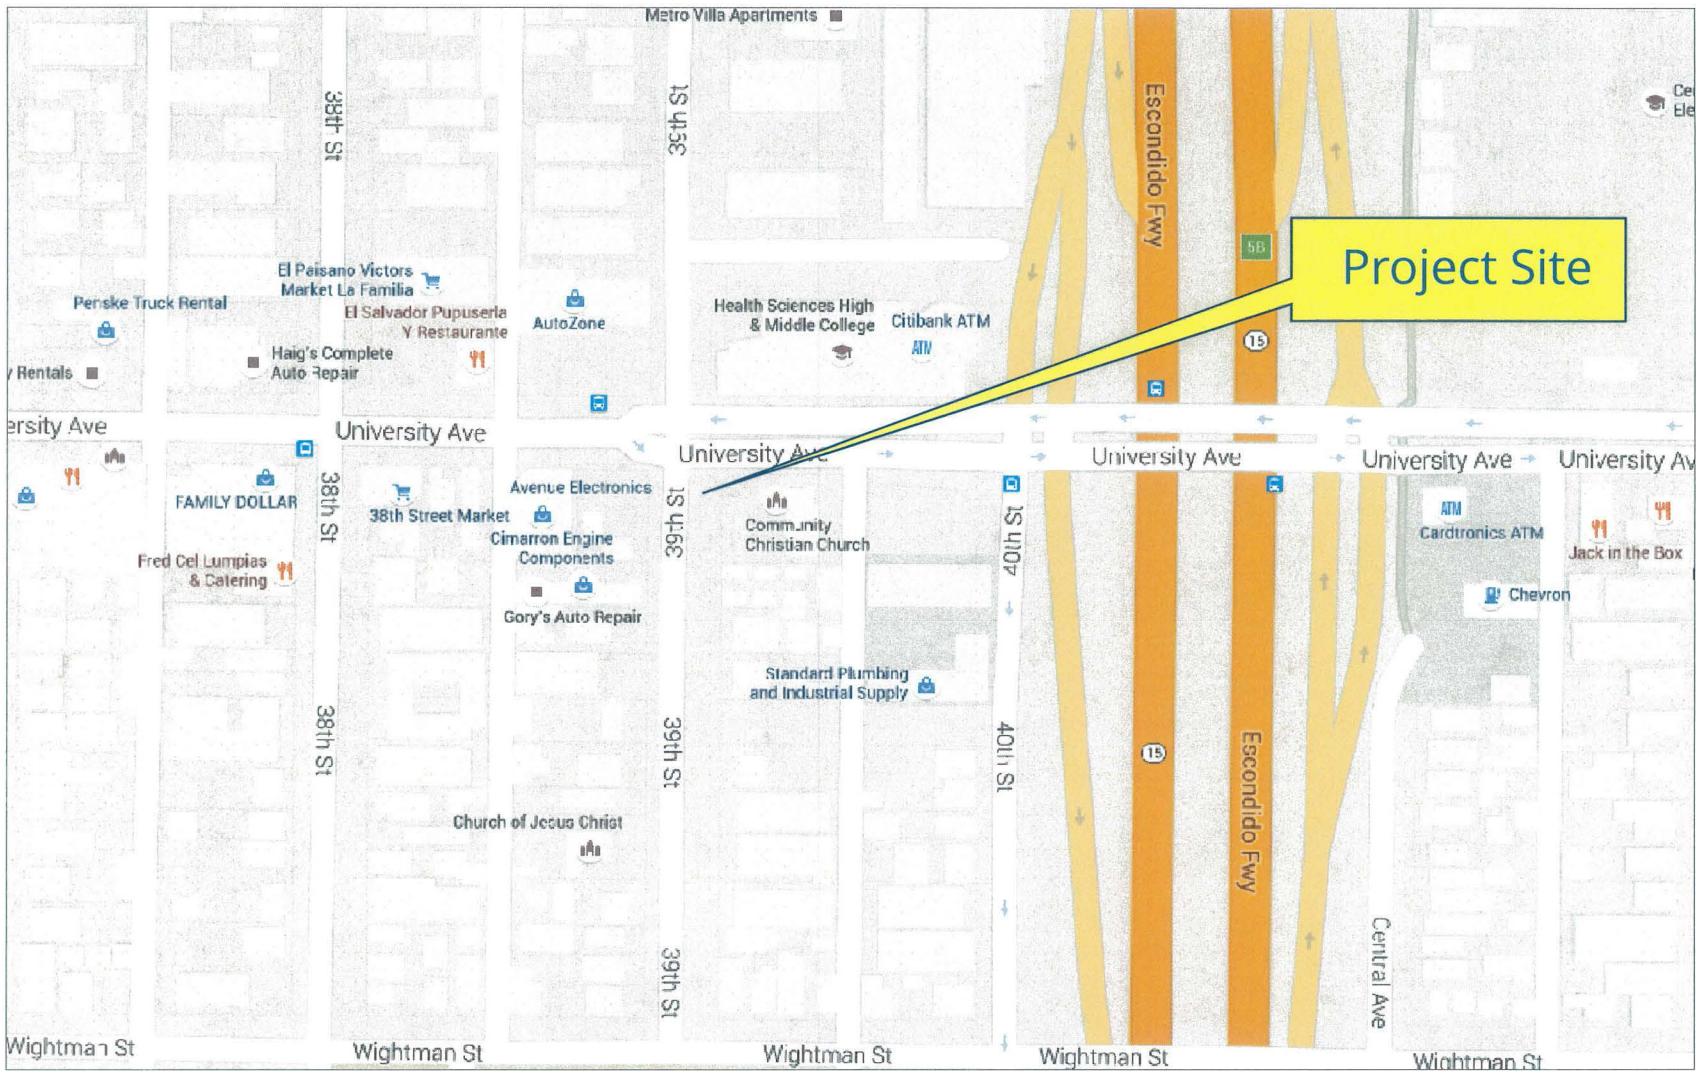 Metro Villa Apartments
38th St
39th St
Escondido Fwy
5B
Project Site
El Paisano Victors
Market La Familia
Penske Truck Rental
El Salvador Pupuseria
Y Restaurante
AutoZone
Health Sciences High
& Middle College
Citibank ATM
ATM
15
Haig's Complete
Auto Repair
Rentals
ersity Ave
University Ave
University Ave
University Ave
University Ave
University Av
FAMILY DOLLAR
38th St
38th Street Market
Avenue Electronics
Cimarron Engine
Components
39th St
Community
Christian Church
40th St
ATM
Cardtronics ATM
Jack in the Box
Fred Cel Lumpias
& Catering
Gory's Auto Repair
Chevron
Standard Plumbing
and Industrial Supply
38th St
39th St
40th St
15
Escondido Fwy
Church of Jesus Christ
39th St
Central Ave
Wightman St
Wightman St
Wightman St
Wightman St
Wightman St